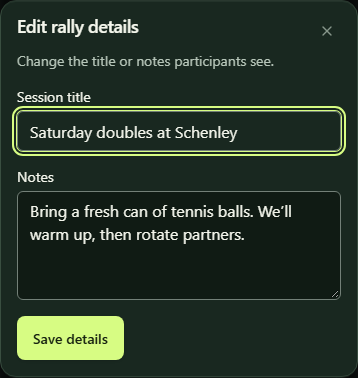 Edit rally details
Change the title or notes participants see.
Session title
Saturday doubles at Schenley
Notes
Bring a fresh can of tennis balls. We’ll
warm up, then rotate partners.
Save details